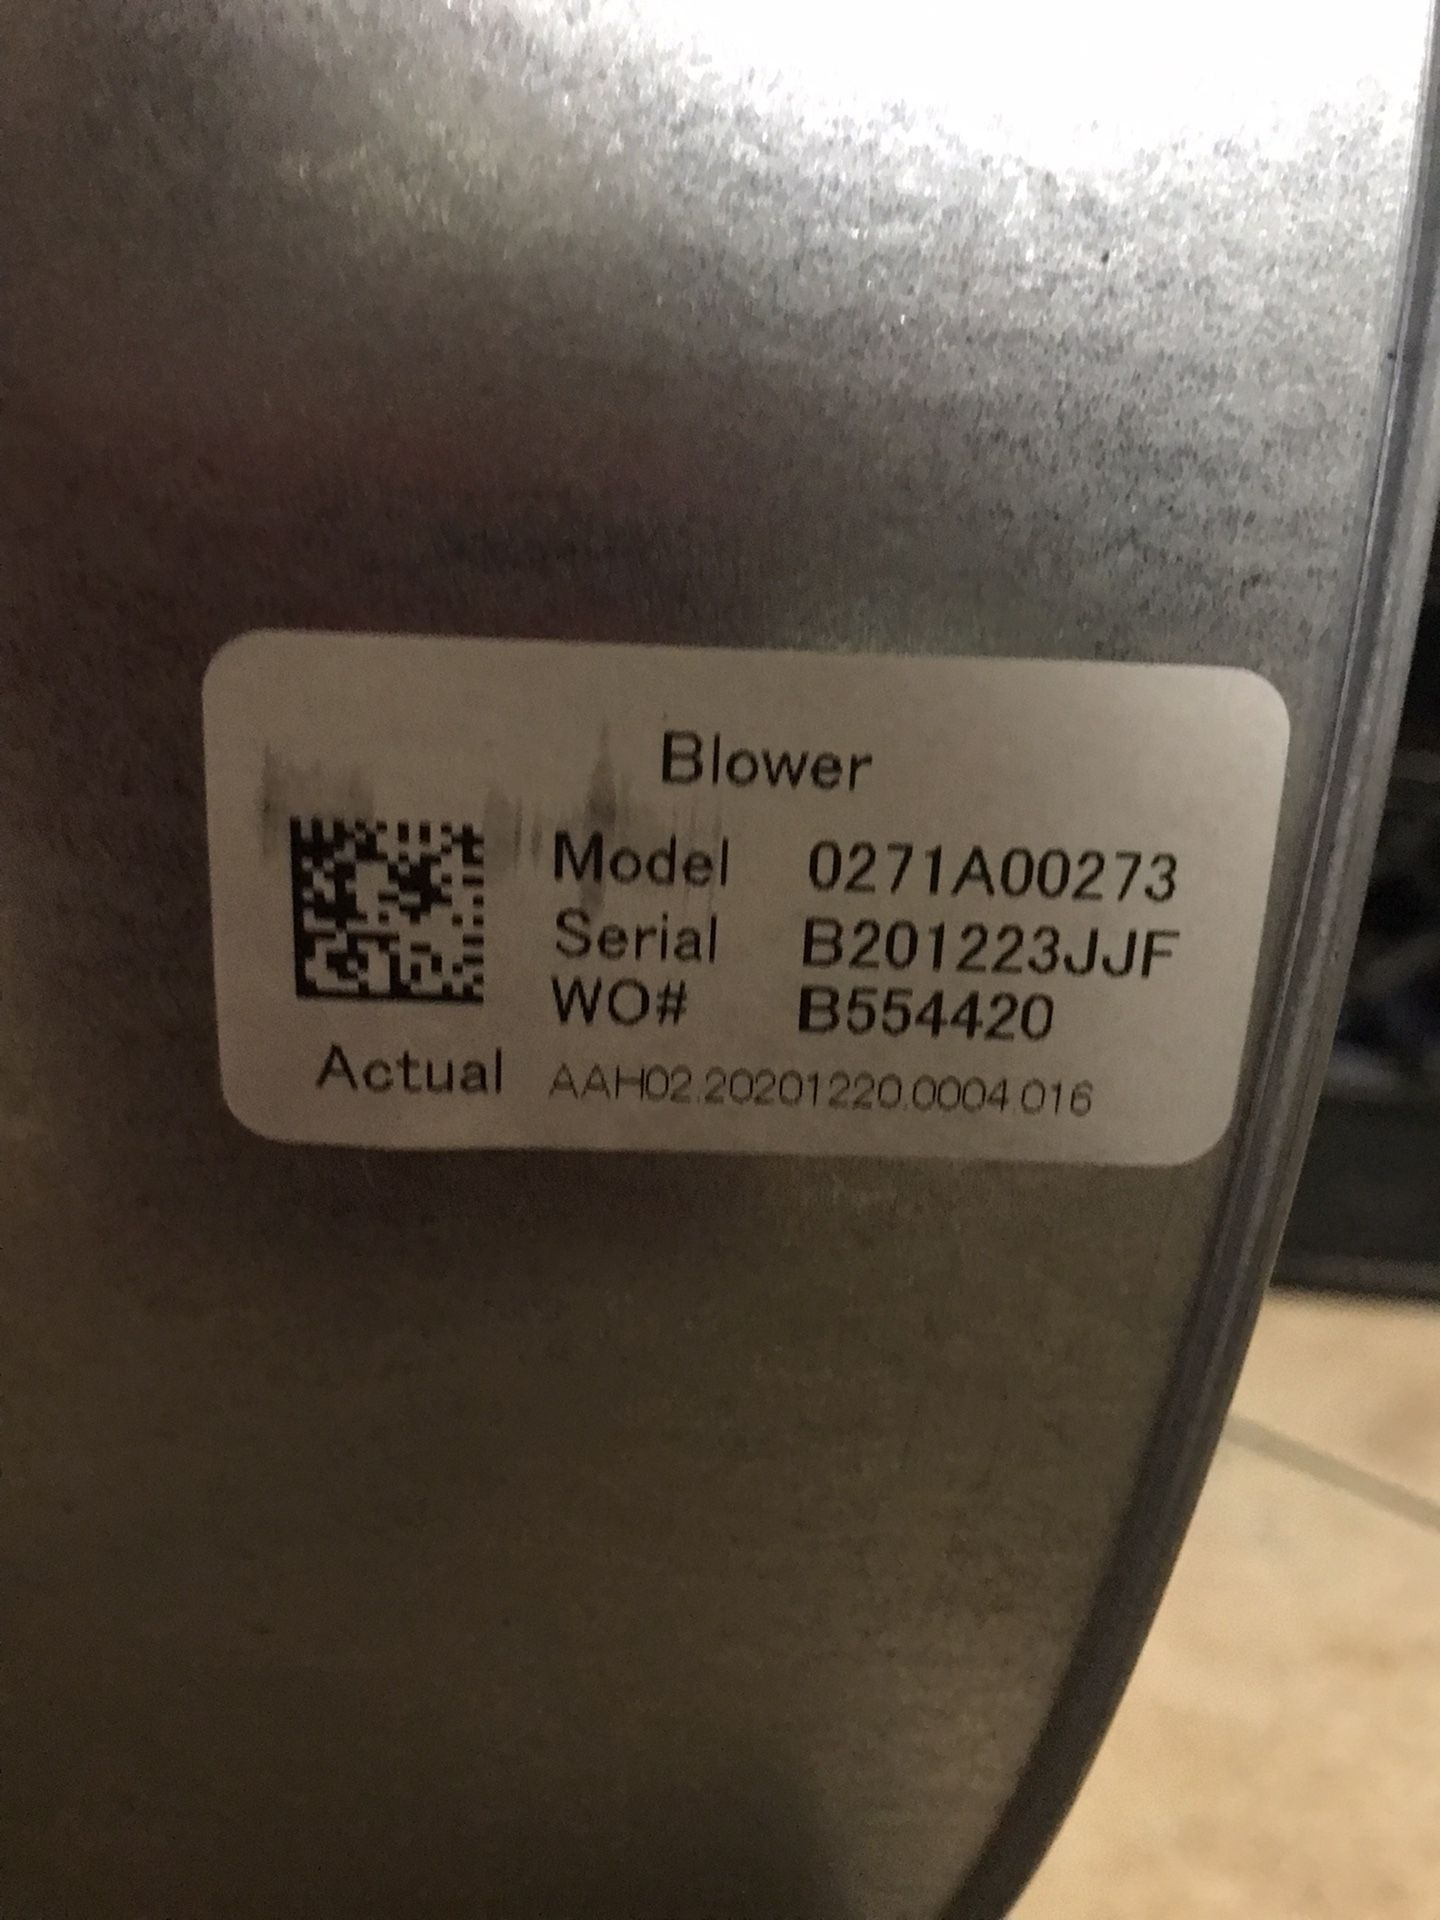 Blower
Model 0271A00273
Serial B201223JJF
WO# B554420
Actual AAH02.20201220.0004.016